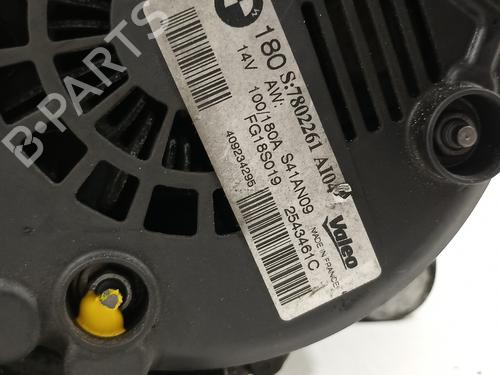 180 S:7802261 AI04
14V AW:
100/180A S41AN09
FG18S019
2543461C
409234295
Valeo
MADE IN FRANCE
B-PARTS